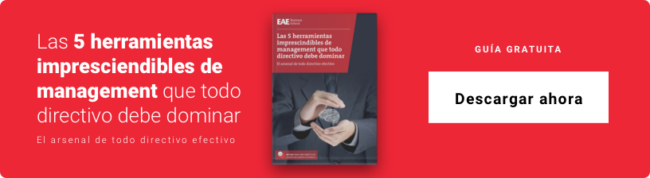 Las 5 herramientas
impresciendibles de
management que todo
directivo debe dominar
El arsenal de todo directivo efectivo
EAE Business School
Las 5 herramientas
imprescindibles de
management que todo
directivo debe dominar
El arsenal de todo directivo efectivo
GUÍA GRATUITA
Descargar ahora